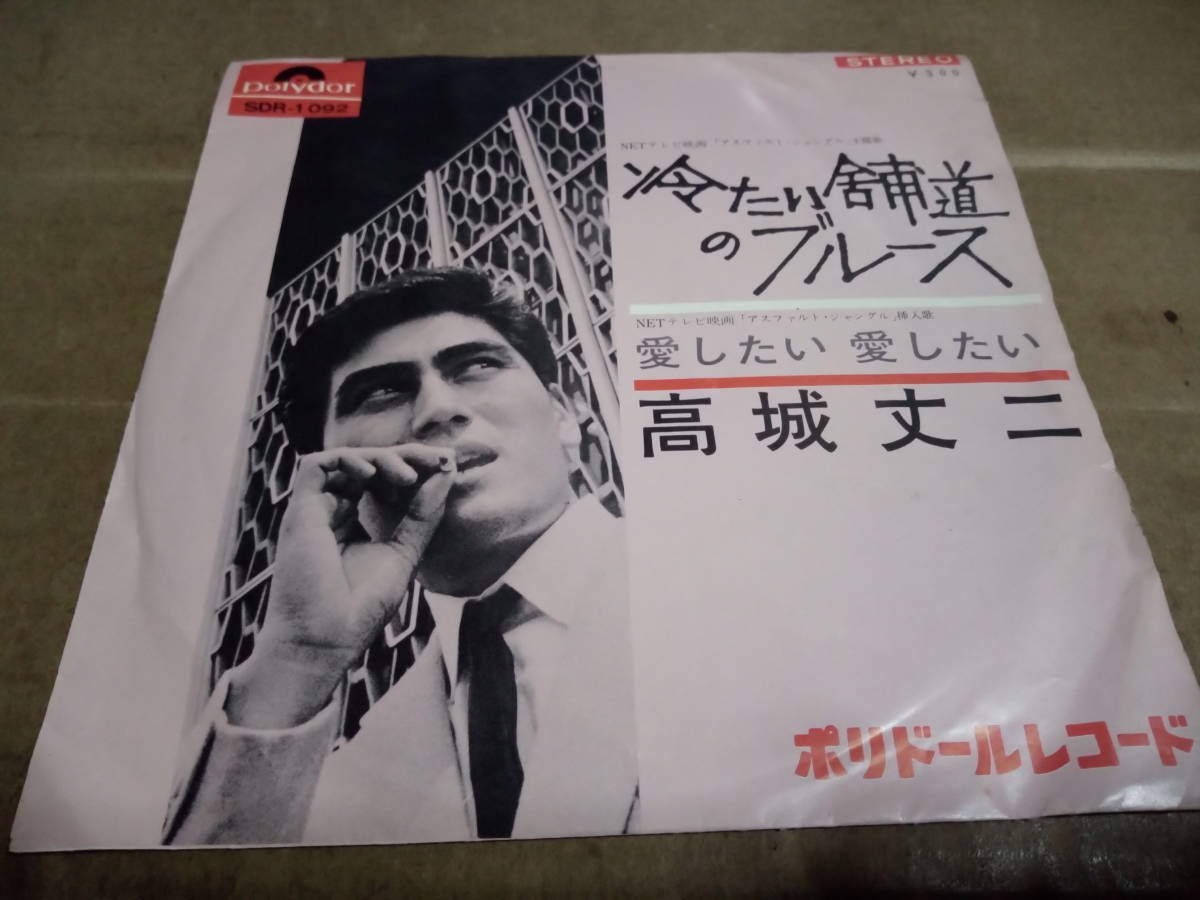 polydor
SDR-1092
STEREO
¥300
NETテレビ映画「アスファルト・ジャングル」主題歌
冷たい舗道
のブルース
NETテレビ映画「アスファルト・ジャングル」挿入歌
愛したい 愛したい
高城丈二
ポリドールレコード